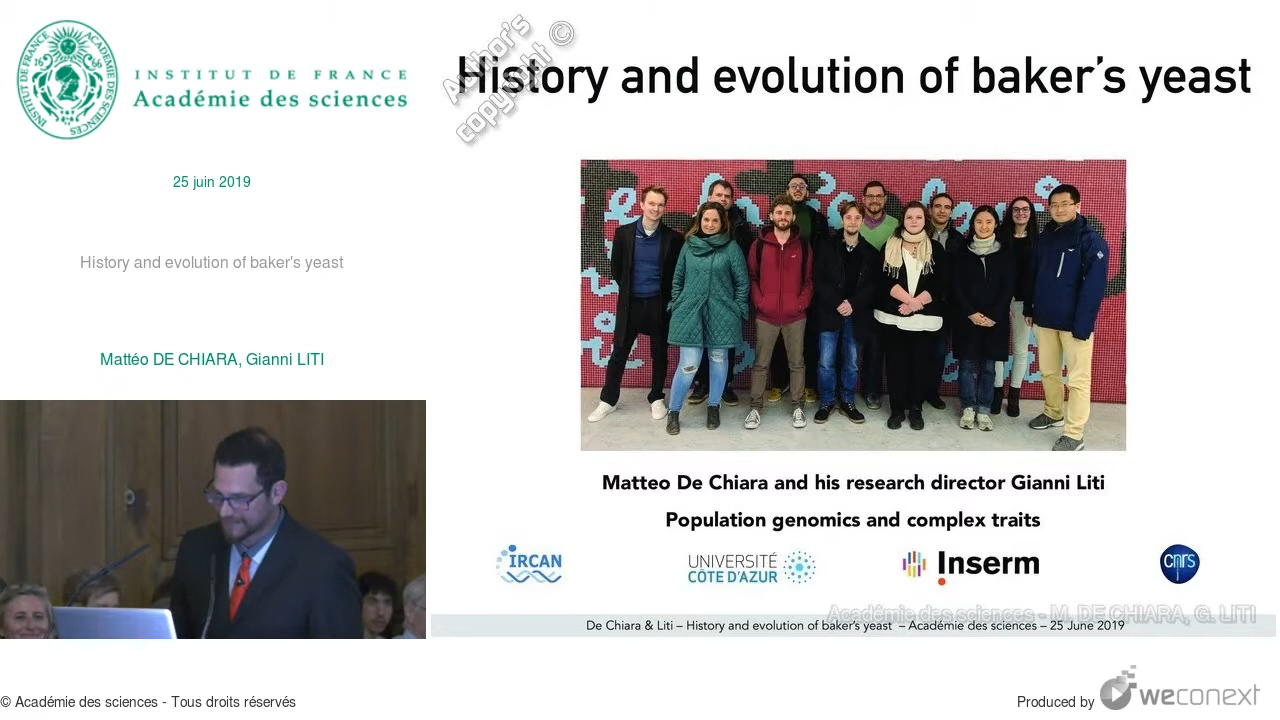 INSTITUT DE FRANCE
Académie des sciences
25 juin 2019
History and evolution of baker's yeast
Mattéo DE CHIARA, Gianni LITI
Author's
copyright ©
History and evolution of baker's yeast
Matteo De Chiara and his research director Gianni Liti
Population genomics and complex traits
IRCAN
UNIVERSITÉ
CÔTE D'AZUR
Inserm
cnrs
Académie des sciences - M. DE CHIARA, G. LITI
De Chiara & Liti – History and evolution of baker's yeast – Académie des sciences – 25 June 2019
© Académie des sciences - Tous droits réservés
Produced by weconext